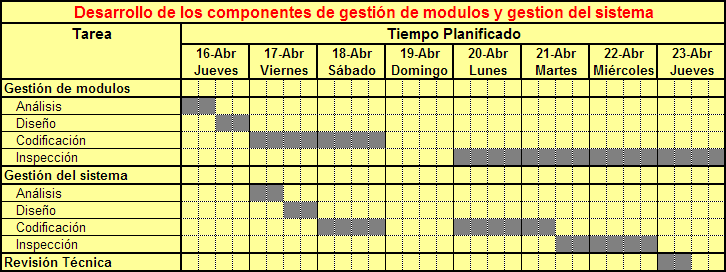 Desarrollo de los componentes de gestión de modulos y gestion del sistema
Tarea
Tiempo Planificado
16-Abr 17-Abr 18-Abr 19-Abr 20-Abr 21-Abr 22-Abr 23-Abr
Jueves Viernes Sábado Domingo Lunes Martes Miércoles Jueves
Gestión de modulos
Análisis
Diseño
Codificación
Inspección
Gestión del sistema
Análisis
Diseño
Codificación
Inspección
Revisión Técnica